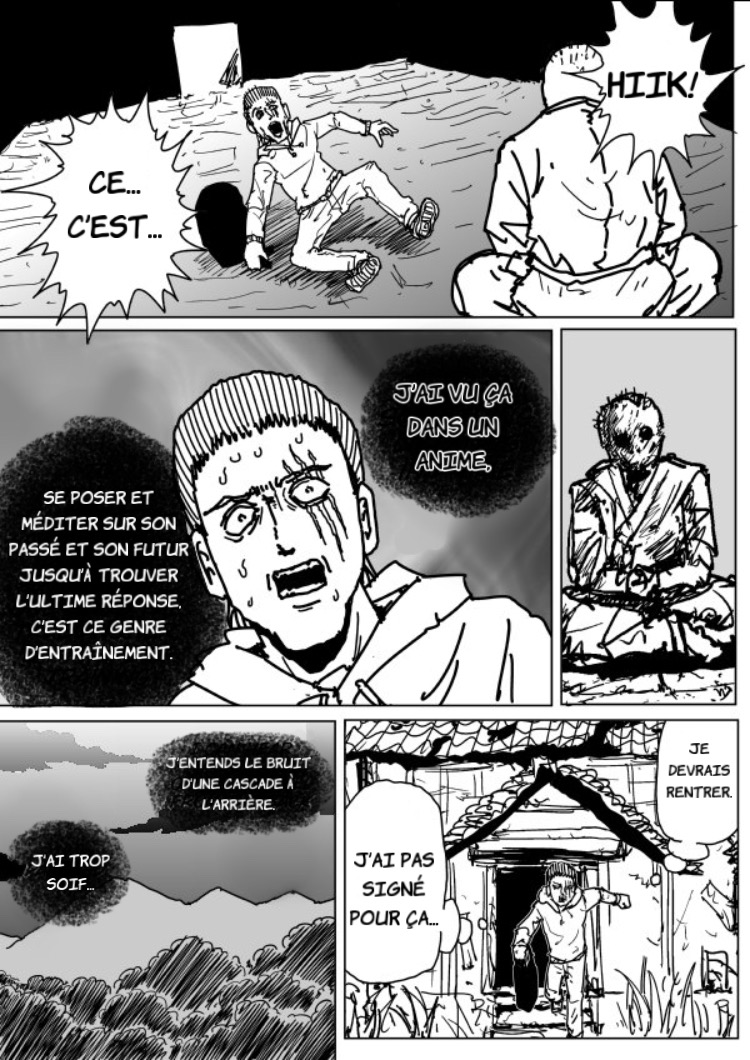 HIIK!
CE...
C'EST...
J'AI VU ÇA
DANS UN
ANIME.
SE POSER ET
MÉDITER SUR SON
PASSÉ ET SON FUTUR
JUSQU'À TROUVER
L'ULTIME RÉPONSE.
C'EST CE GENRE
D'ENTRAÎNEMENT.
J'ENTENDS LE BRUIT
D'UNE CASCADE À
L'ARRIÈRE.
J'AI TROP
SOIF...
JE
DEVRAIS
RENTRER.
J'AI PAS
SIGNÉ
POUR ÇA...